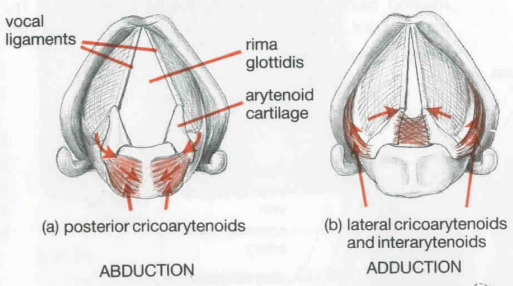 vocal
ligaments
rima
glottidis
arytenoid
cartilage
(a) posterior cricoarytenoids
ABDUCTION
(b) lateral cricoarytenoids
and interarytenoids
ADDUCTION